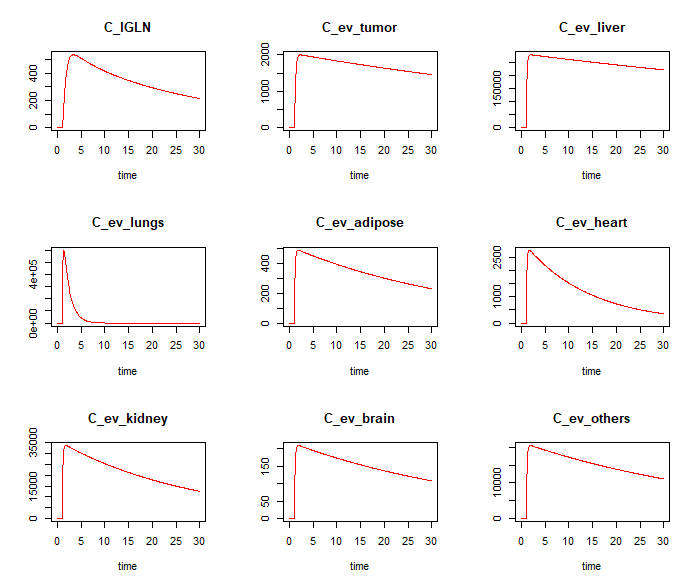 C_IGLN C_ev_tumor C_ev_liver
0 200 400
0 1000 2000
0 150000
0 5 10 15 20 25 30 0 5 10 15 20 25 30 0 5 10 15 20 25 30
time time time
C_ev_lungs C_ev_adipose C_ev_heart
0e+00 4e+05
0 200 400
0 1000 2500
0 5 10 15 20 25 30 0 5 10 15 20 25 30 0 5 10 15 20 25 30
time time time
C_ev_kidney C_ev_brain C_ev_others
0 15000 35000
0 50 150
0 10000
0 5 10 15 20 25 30 0 5 10 15 20 25 30 0 5 10 15 20 25 30
time time time